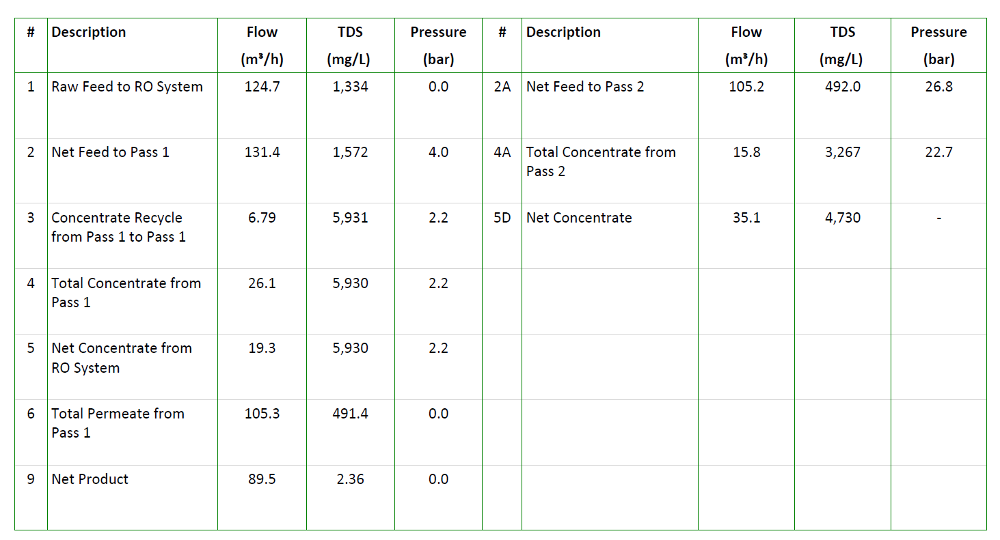 # Description Flow TDS Pressure # Description Flow TDS Pressure
(m³/h) (mg/L) (bar) (m³/h) (mg/L) (bar)
1 Raw Feed to RO System 124.7 1,334 0.0 2A Net Feed to Pass 2 105.2 492.0 26.8
2 Net Feed to Pass 1 131.4 1,572 4.0 4A Total Concentrate from 15.8 3,267 22.7
Pass 2
3 Concentrate Recycle 6.79 5,931 2.2 5D Net Concentrate 35.1 4,730 -
from Pass 1 to Pass 1
4 Total Concentrate from 26.1 5,930 2.2
Pass 1
5 Net Concentrate from 19.3 5,930 2.2
RO System
6 Total Permeate from 105.3 491.4 0.0
Pass 1
9 Net Product 89.5 2.36 0.0